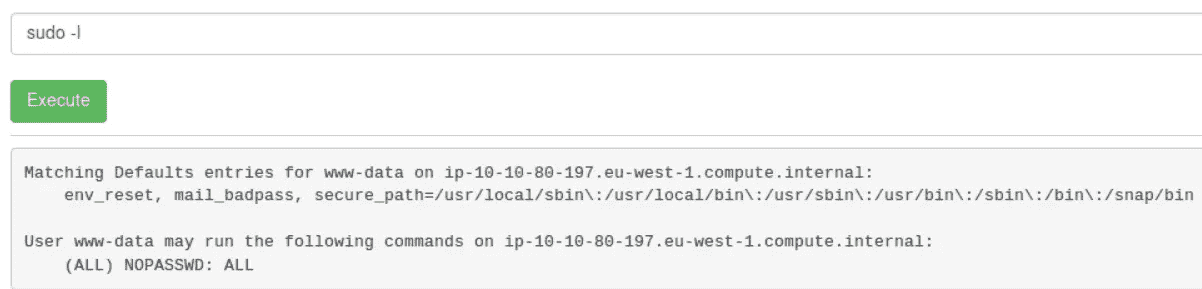 sudo -l
Execute
Matching Defaults entries for www-data on ip-10-10-80-197.eu-west-1.compute.internal:
    env_reset, mail_badpass, secure_path=/usr/local/sbin\:/usr/local/bin\:/usr/sbin\:/usr/bin\:/sbin\:/bin\:/snap/bin
User www-data may run the following commands on ip-10-10-80-197.eu-west-1.compute.internal:
    (ALL) NOPASSWD: ALL